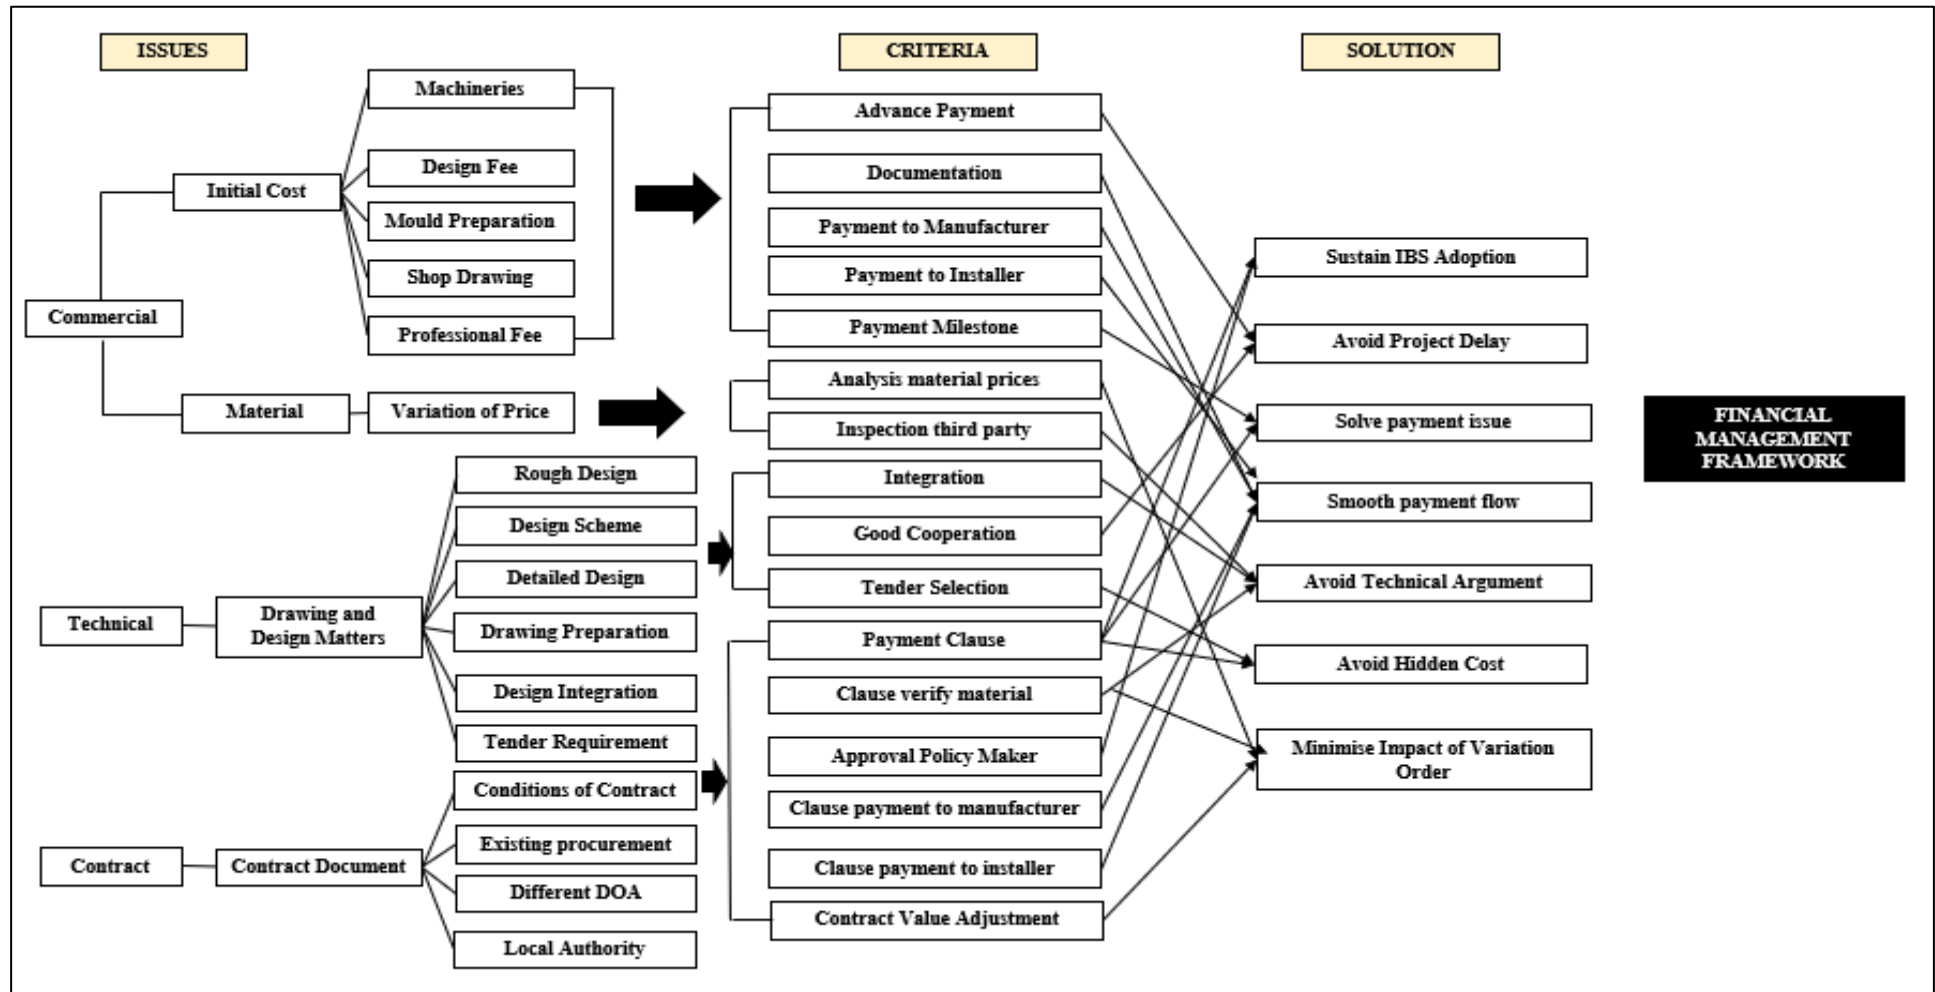 ISSUES
CRITERIA
SOLUTION
Commercial
Initial Cost
Machineries
Design Fee
Mould Preparation
Shop Drawing
Professional Fee
Material
Variation of Price
Technical
Drawing and
Design Matters
Rough Design
Design Scheme
Detailed Design
Drawing Preparation
Design Integration
Tender Requirement
Contract
Contract Document
Conditions of Contract
Existing procurement
Different DOA
Local Authority
Advance Payment
Documentation
Payment to Manufacturer
Payment to Installer
Payment Milestone
Analysis material prices
Inspection third party
Integration
Good Cooperation
Tender Selection
Payment Clause
Clause verify material
Approval Policy Maker
Clause payment to manufacturer
Clause payment to installer
Contract Value Adjustment
Sustain IBS Adoption
Avoid Project Delay
Solve payment issue
Smooth payment flow
Avoid Technical Argument
Avoid Hidden Cost
Minimise Impact of Variation
Order
FINANCIAL
MANAGEMENT
FRAMEWORK